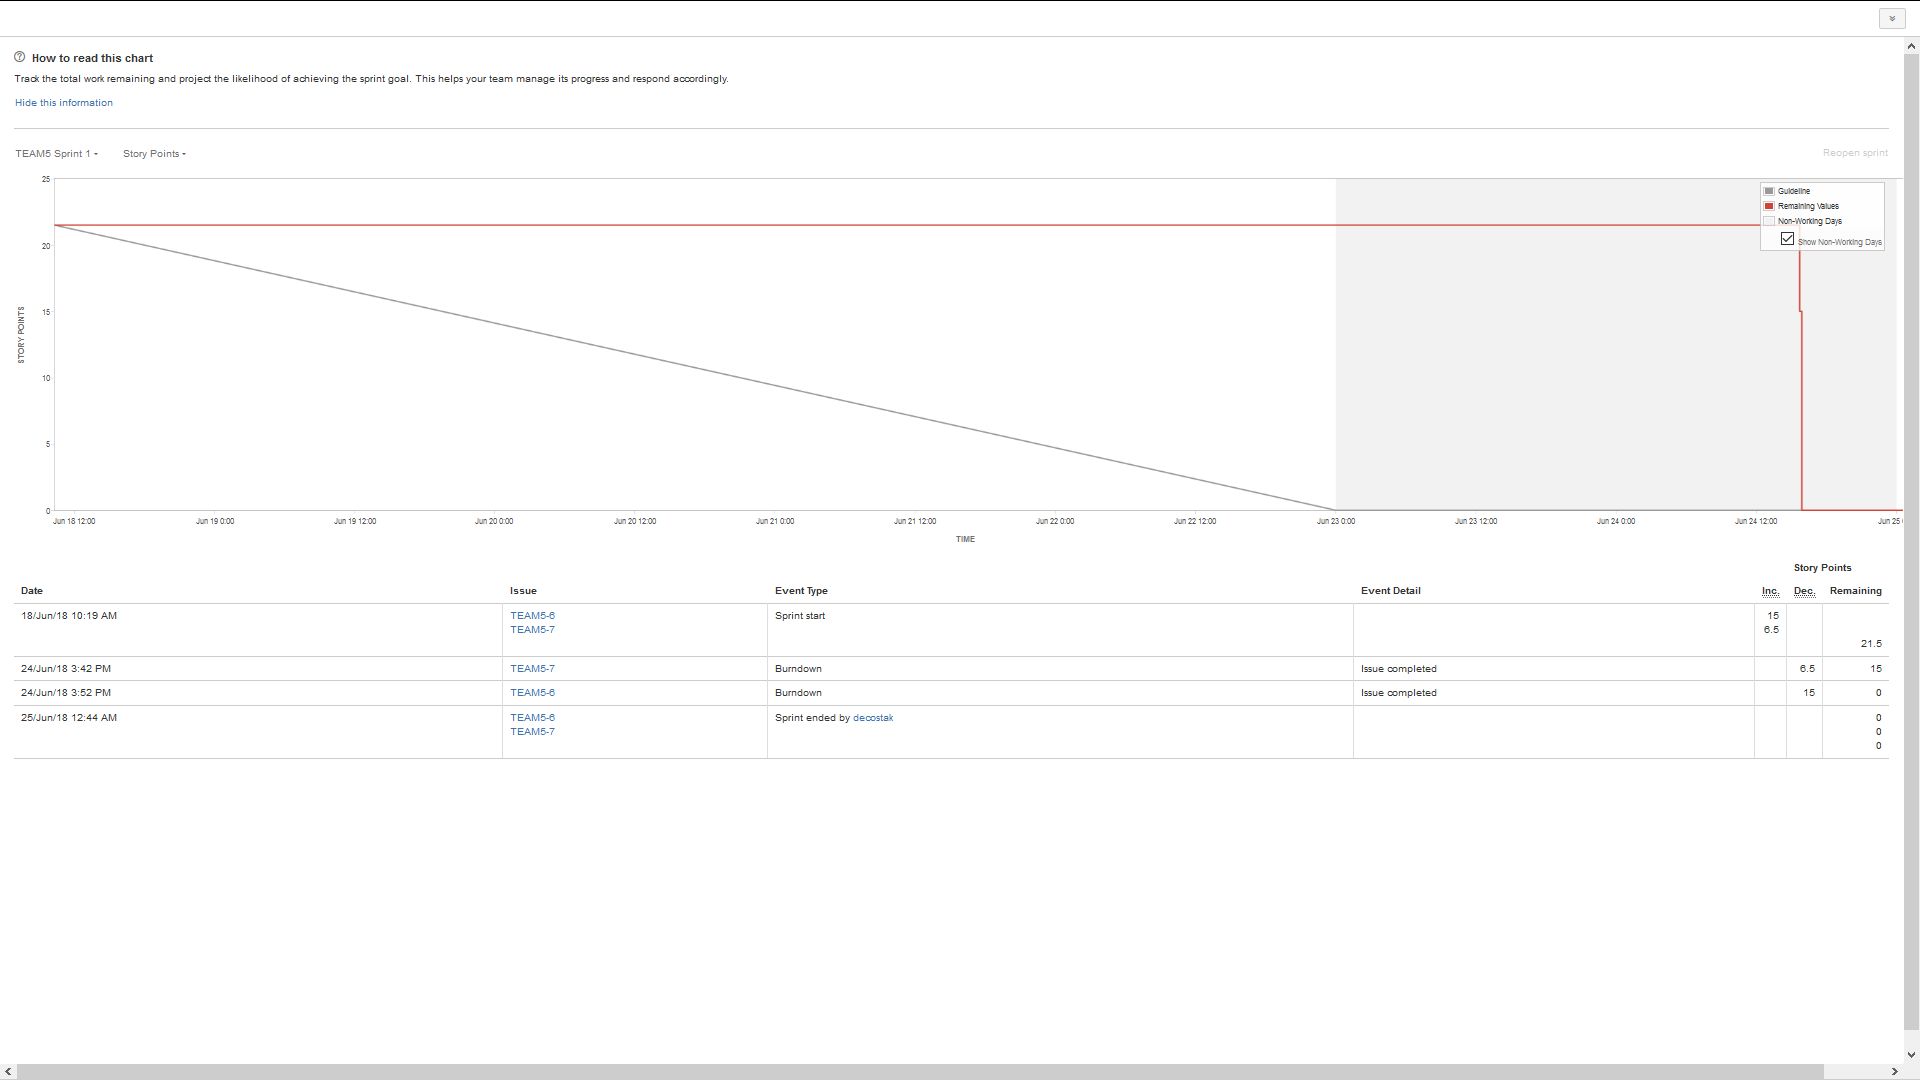 How to read this chart
Track the total work remaining and project the likelihood of achieving the sprint goal. This helps your team manage its progress and respond accordingly.
Hide this information
TEAM5 Sprint 1
Story Points
Reopen sprint
25
20
15
10
5
0
STORY POINTS
Guideline
Remaining Values
Non-Working Days
Show Non-Working Days
Jun 18 12:00
Jun 19 0:00
Jun 19 12:00
Jun 20 0:00
Jun 20 12:00
Jun 21 0:00
Jun 21 12:00
Jun 22 0:00
Jun 22 12:00
Jun 23 0:00
Jun 23 12:00
Jun 24 0:00
Jun 24 12:00
Jun 25
TIME
Story Points
Date Issue Event Type Event Detail Inc. Dec. Remaining
18/Jun/18 10:19 AM TEAM5-6 Sprint start 15
TEAM5-7 6.5
21.5
24/Jun/18 3:42 PM TEAM5-7 Burndown Issue completed 6.5 15
24/Jun/18 3:52 PM TEAM5-6 Burndown Issue completed 15 0
25/Jun/18 12:44 AM TEAM5-6 Sprint ended by decostak 0
TEAM5-7 0
0